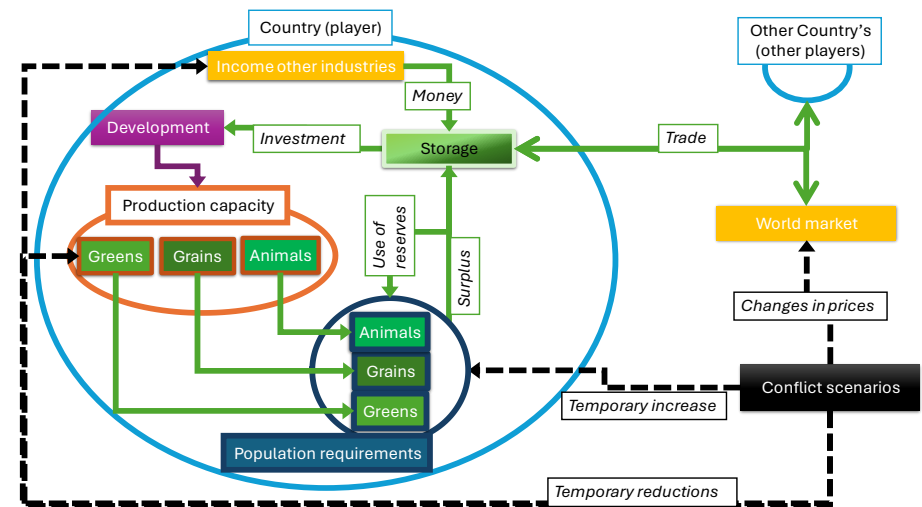 Country (player)
Other Country's
(other players)
Income other industries
Money
Development
Investment
Storage
Trade
Production capacity
World market
Greens
Grains
Animals
Use of
reserves
Surplus
Changes in prices
Animals
Grains
Greens
Conflict scenarios
Temporary increase
Population requirements
Temporary reductions